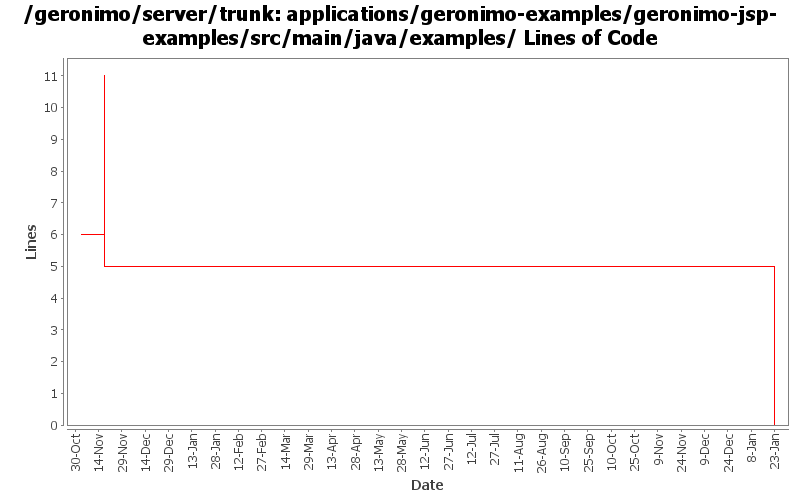 /geronimo/server/trunk: applications/geronimo-examples/geronimo-jsp-
examples/src/main/java/examples/ Lines of Code
Lines
11
10
9
8
7
6
5
4
3
2
1
0
30-Oct
14-Nov
29-Nov
14-Dec
29-Dec
13-Jan
28-Jan
12-Feb
27-Feb
14-Mar
29-Mar
13-Apr
28-Apr
13-May
28-May
12-Jun
27-Jun
12-Jul
27-Jul
11-Aug
26-Aug
10-Sep
25-Sep
10-Oct
25-Oct
9-Nov
24-Nov
9-Dec
24-Dec
8-Jan
23-Jan
Date